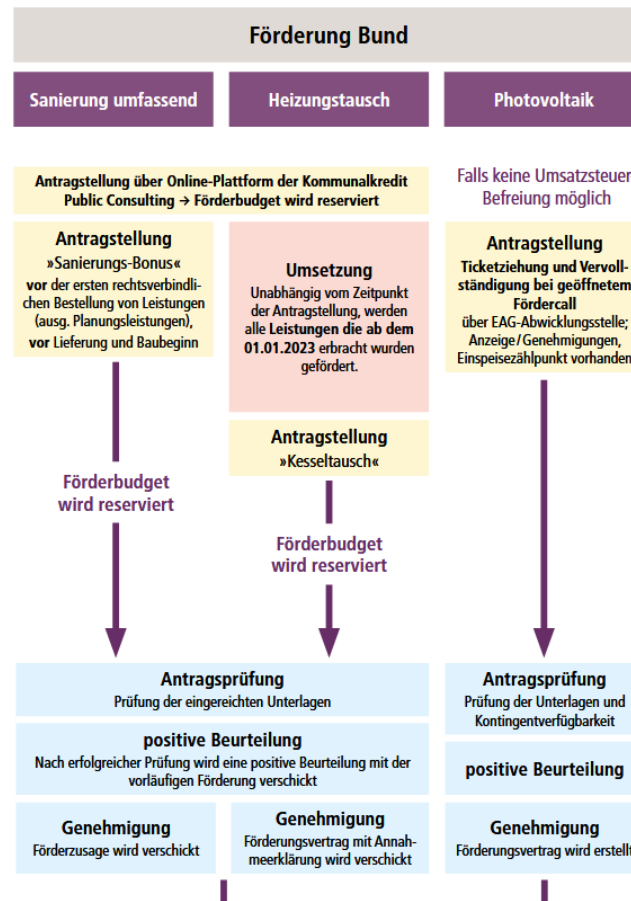 Förderung Bund
Sanierung umfassend
Heizungstausch
Photovoltaik
Antragstellung über Online-Plattform der Kommunalkredit
Public Consulting → Förderbudget wird reserviert
Falls keine Umsatzsteuer
Befreiung möglich
Antragstellung
»Sanierungs-Bonus«
vor der ersten rechtsverbindli-
chen Bestellung von Leistungen
(ausg. Planungsleistungen),
vor Lieferung und Baubeginn
Umsetzung
Unabhängig vom Zeitpunkt
der Antragstellung, werden
alle Leistungen die ab dem
01.01.2023 erbracht wurden
gefördert.
Antragstellung
Ticketziehung und Vervoll-
ständigung bei geöffnetem
Fördercall
über EAG-Abwicklungsstelle;
Anzeige/Genehmigungen,
Einspeisezählpunkt vorhanden
Antragstellung
»Kesseltausch«
Förderbudget
wird reserviert
Förderbudget
wird reserviert
Antragsprüfung
Prüfung der eingereichten Unterlagen
positive Beurteilung
Nach erfolgreicher Prüfung wird eine positive Beurteilung mit der
vorläufigen Förderung verschickt
Antragsprüfung
Prüfung der Unterlagen und
Kontingentverfügbarkeit
positive Beurteilung
Genehmigung
Förderzusage wird verschickt
Genehmigung
Förderungsvertrag mit Annah-
meerklärung wird verschickt
Genehmigung
Förderungsvertrag wird erstellt